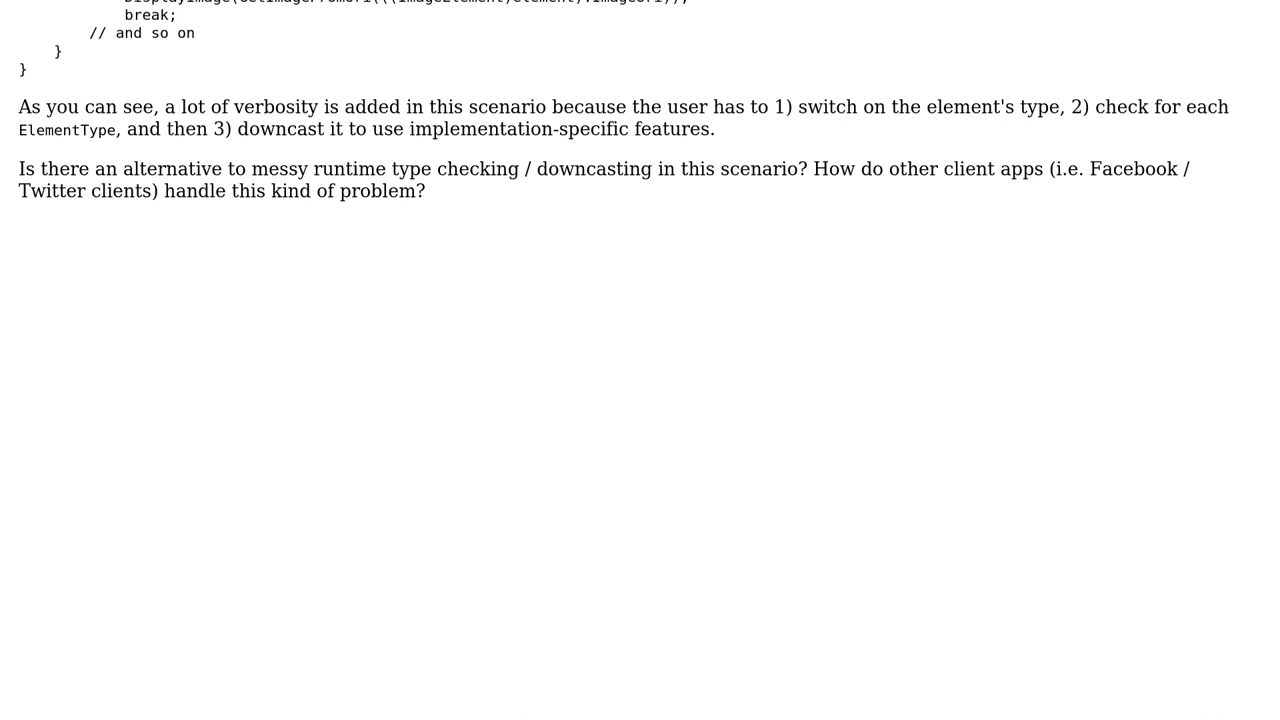 break;
// and so on
}
}
As you can see, a lot of verbosity is added in this scenario because the user has to 1) switch on the element's type, 2) check for each
ElementType, and then 3) downcast it to use implementation-specific features.
Is there an alternative to messy runtime type checking / downcasting in this scenario? How do other client apps (i.e. Facebook /
Twitter clients) handle this kind of problem?